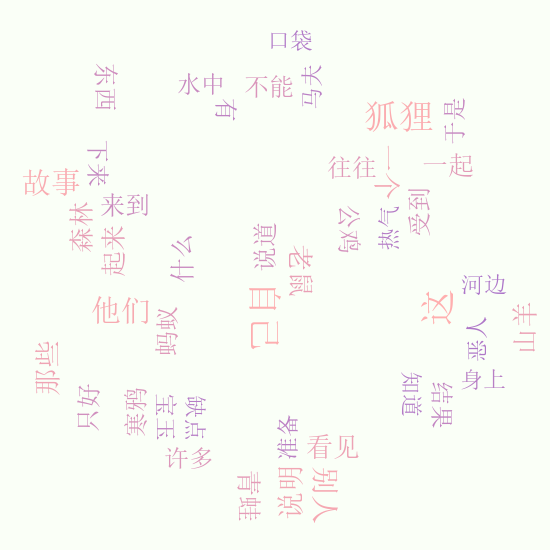 口袋
东西
水中
有
不能
马夫
狐狸
于是
下来
故事
往往
一个
一起
来到
森林
起来
公鸡
热气
受到
什么
说道
老鼠
自己
河边
这
他们
蚂蚁
恶人
山羊
那些
身上
只好
寒鸦
宝玉
缺点
知道
结果
准备
许多
看见
青蛙
说明
别人